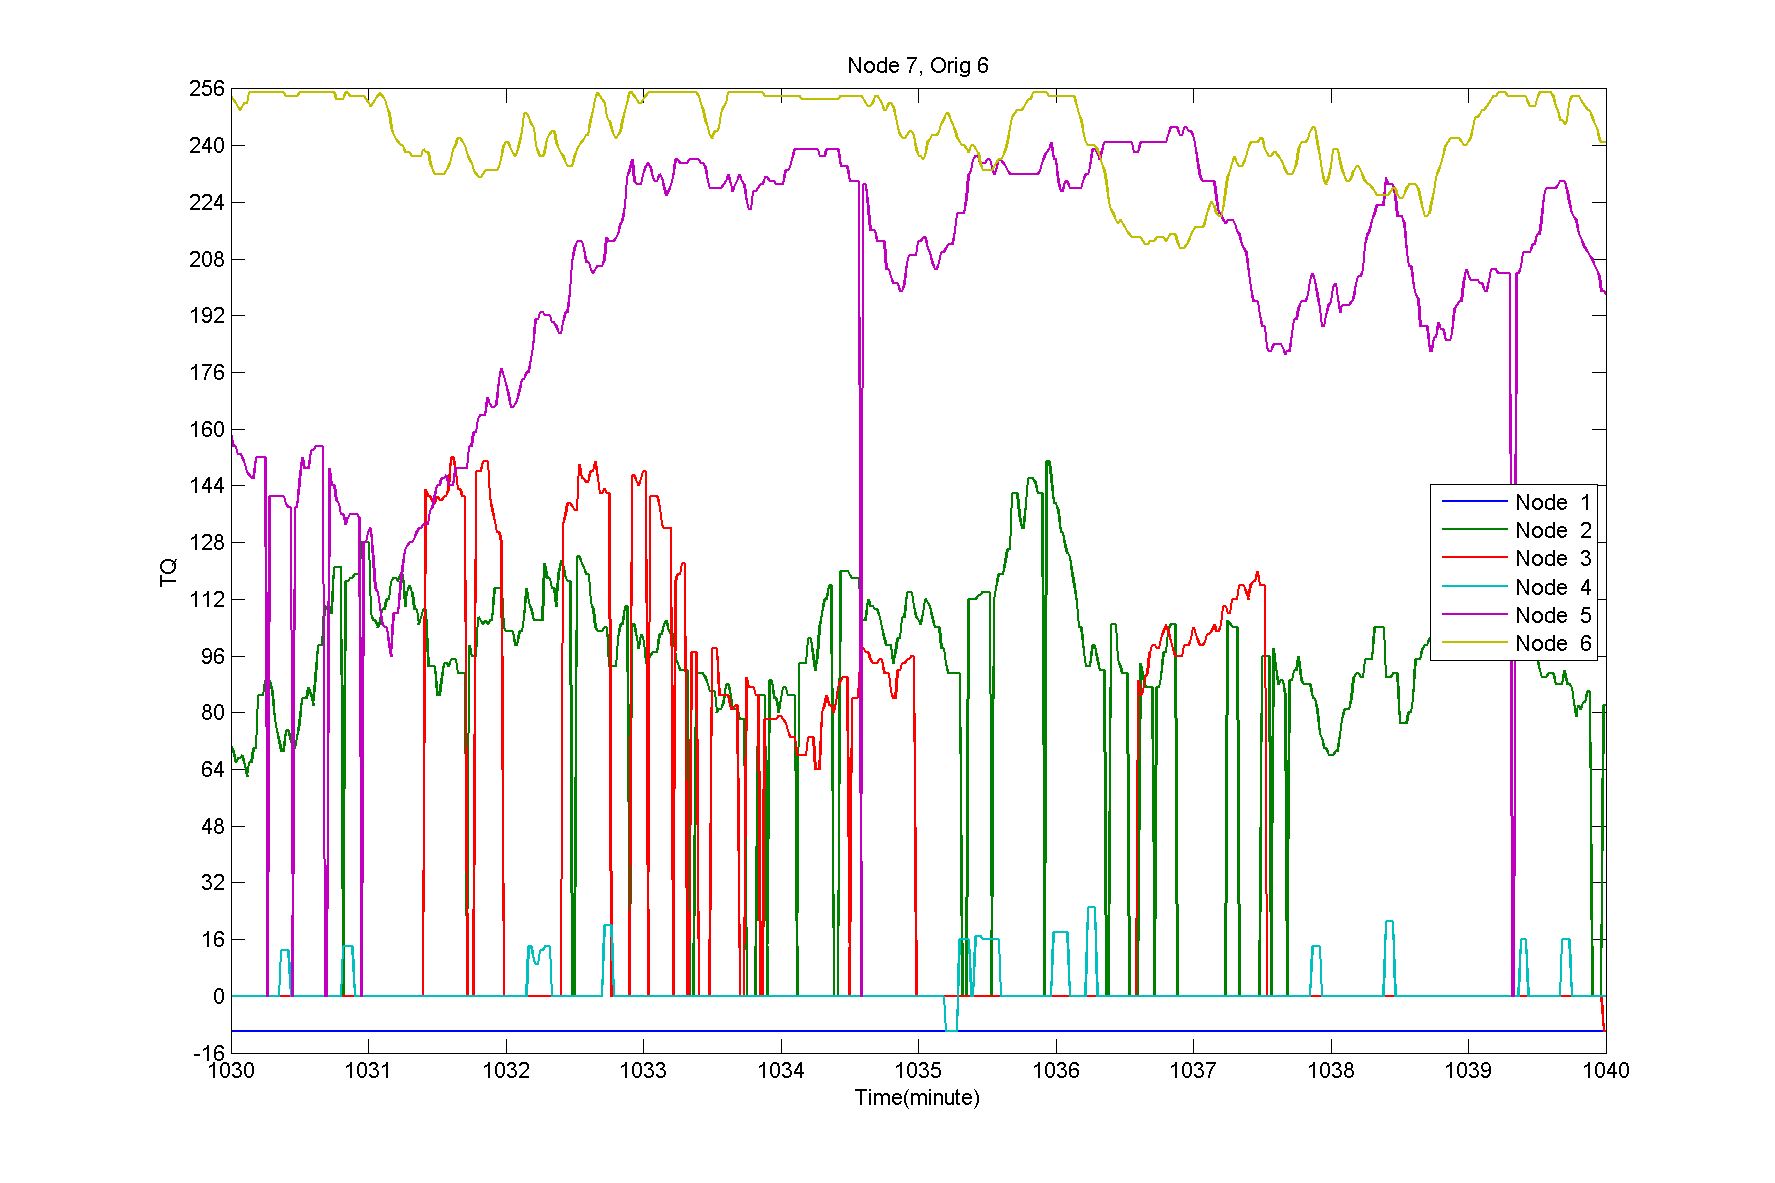 Node 7, Orig 6
256
240
224
208
192
176
160
144
128
112
96
80
64
48
32
16
0
-16
TQ
Node 1
Node 2
Node 3
Node 4
Node 5
Node 6
1030 1031 1032 1033 1034 1035 1036 1037 1038 1039 1040
Time(minute)